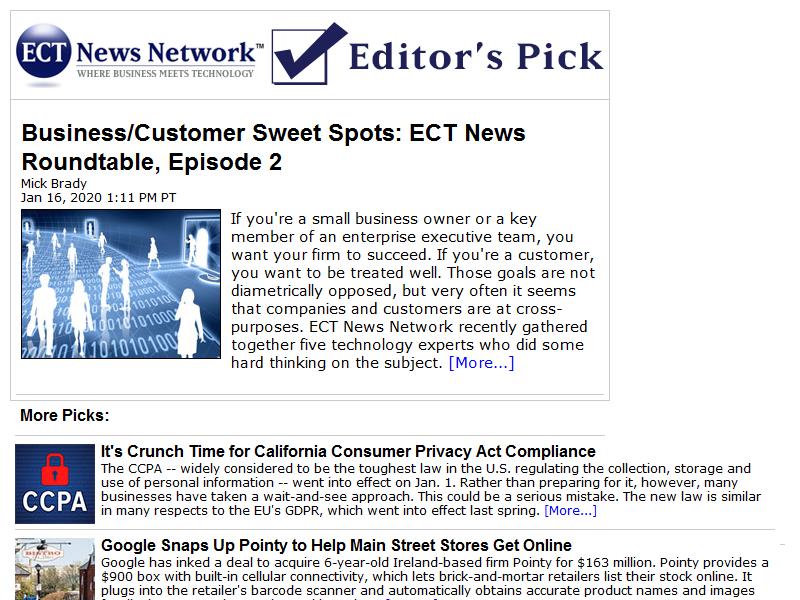 ECT News Network™
WHERE BUSINESS MEETS TECHNOLOGY
Editor's Pick
Business/Customer Sweet Spots: ECT News
Roundtable, Episode 2
Mick Brady
Jan 16, 2020 1:11 PM PT
If you're a small business owner or a key
member of an enterprise executive team, you
want your firm to succeed. If you're a customer,
you want to be treated well. Those goals are not
diametrically opposed, but very often it seems
that companies and customers are at cross-
purposes. ECT News Network recently gathered
together five technology experts who did some
hard thinking on the subject. [More...]
More Picks:
CCPA
It's Crunch Time for California Consumer Privacy Act Compliance
The CCPA -- widely considered to be the toughest law in the U.S. regulating the collection, storage and
use of personal information -- went into effect on Jan. 1. Rather than preparing for it, however, many
businesses have taken a wait-and-see approach. This could be a serious mistake. The new law is similar
in many respects to the EU's GDPR, which went into effect last spring. [More...]
BISTRO
Google Snaps Up Pointy to Help Main Street Stores Get Online
Google has inked a deal to acquire 6-year-old Ireland-based firm Pointy for $163 million. Pointy provides a
$900 box with built-in cellular connectivity, which lets brick-and-mortar retailers list their stock online. It
plugs into the retailer's barcode scanner and automatically obtains accurate product names and images